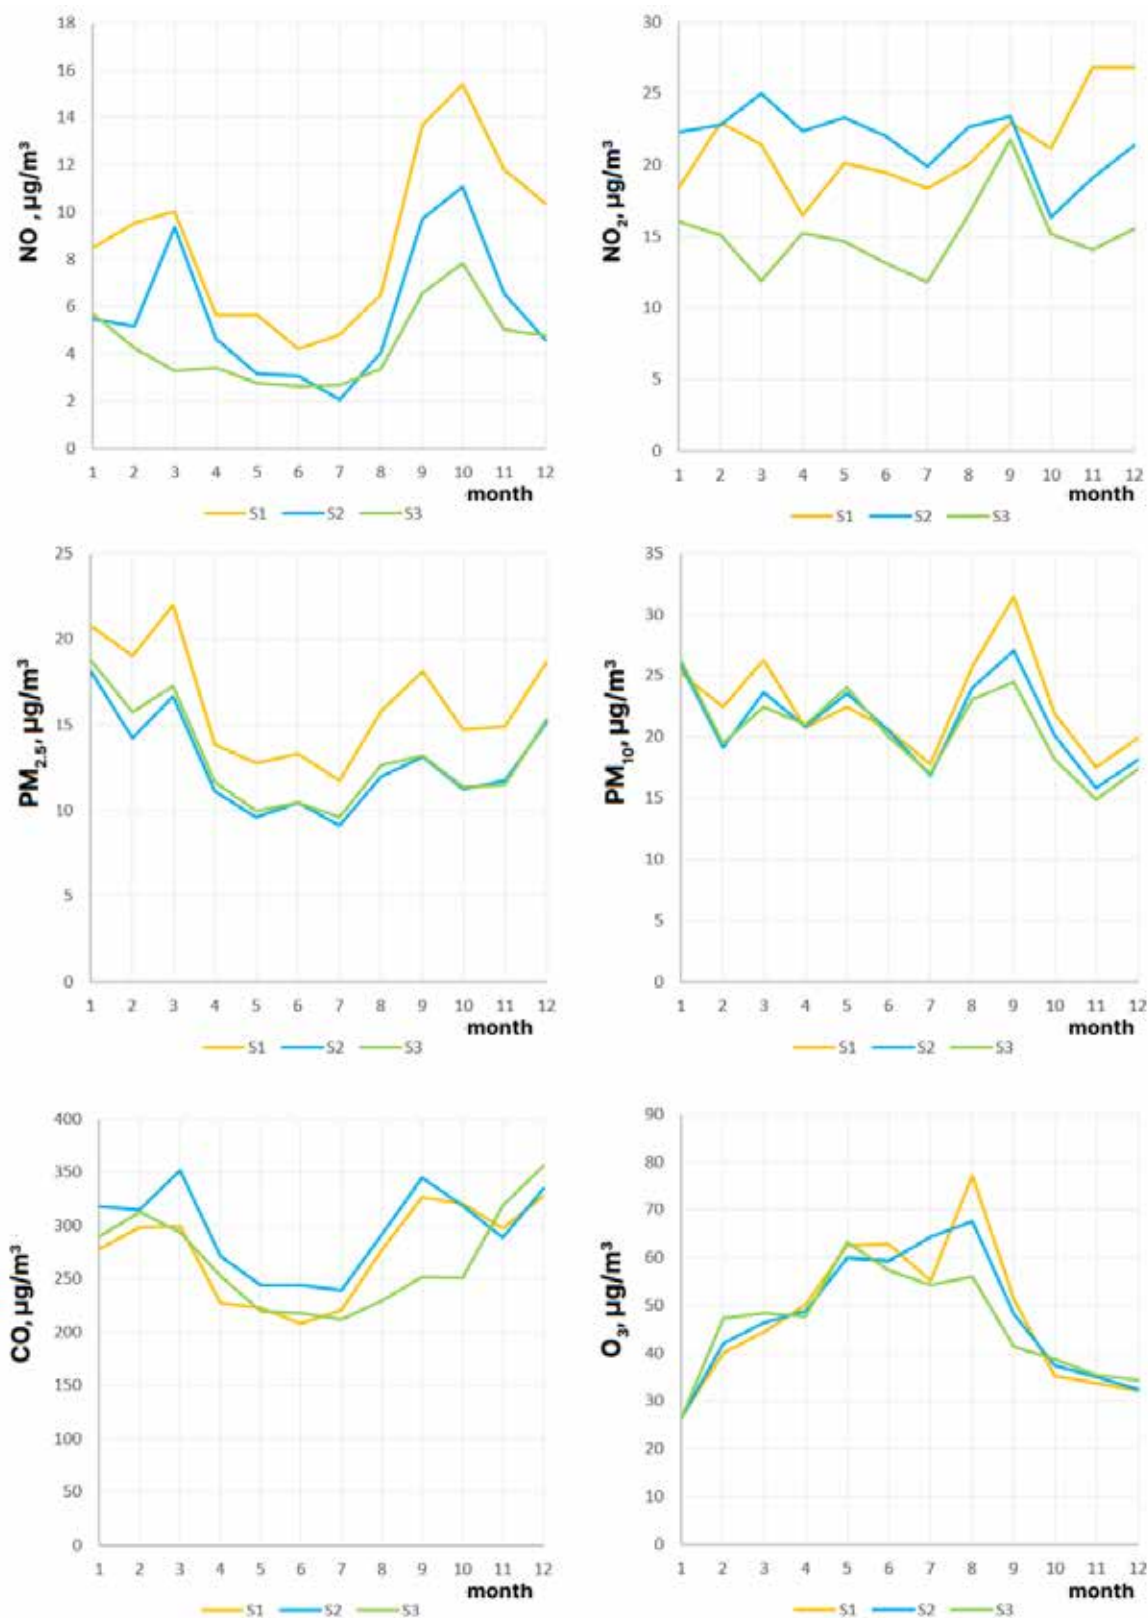 18
16
14
12
10
8
6
4
2
0
NO , µg/m³
1 2 3 4 5 6 7 8 9 10 11 12
month
S1 S2 S3
30
25
20
15
10
5
0
NO₂, µg/m³
1 2 3 4 5 6 7 8 9 10 11 12
month
S1 S2 S3
25
20
15
10
5
0
PM₂.₅, µg/m³
1 2 3 4 5 6 7 8 9 10 11 12
month
S1 S2 S3
35
30
25
20
15
10
5
0
PM₁₀, µg/m³
1 2 3 4 5 6 7 8 9 10 11 12
month
S1 S2 S3
400
350
300
250
200
150
100
50
0
CO, µg/m³
1 2 3 4 5 6 7 8 9 10 11 12
month
S1 S2 S3
90
80
70
60
50
40
30
20
10
0
O₃, µg/m³
1 2 3 4 5 6 7 8 9 10 11 12
month
S1 S2 S3